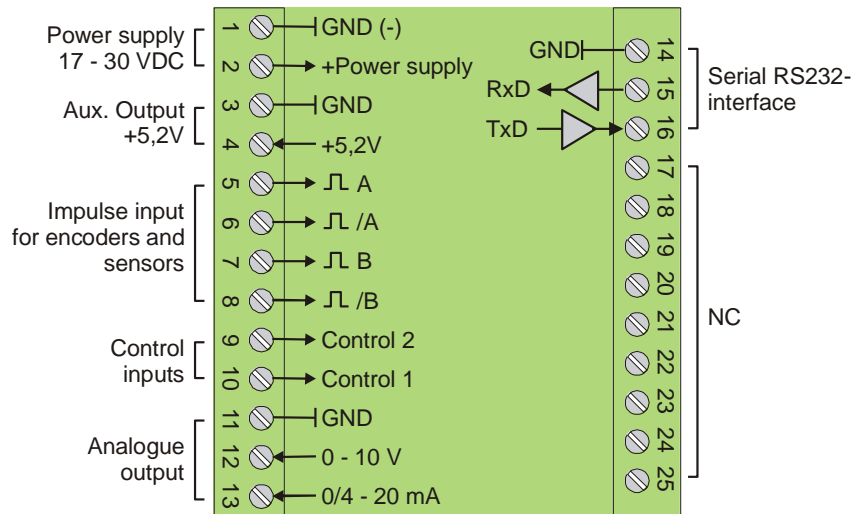 Power supply
17 - 30 VDC
1 GND (-)
2 +Power supply
Aux. Output
+5,2V
3 GND
4 +5,2V
Impulse input
for encoders and
sensors
5 A
6 /A
7 B
8 /B
Control
inputs
9 Control 2
10 Control 1
Analogue
output
11 GND
12 0 - 10 V
13 0/4 - 20 mA
GND 14
RxD 15
TxD 16
Serial RS232-
interface
17
18
19
20
21
22
23
24
25
NC